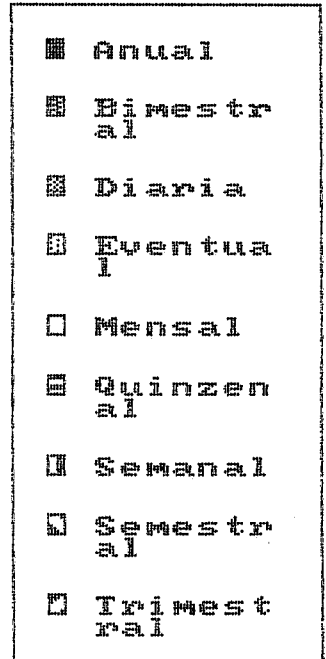 Anual
Bimestr
al
Diaria
Eventua
l
Mensal
Quinzen
al
Semanal
Semestr
al
Trimest
ral